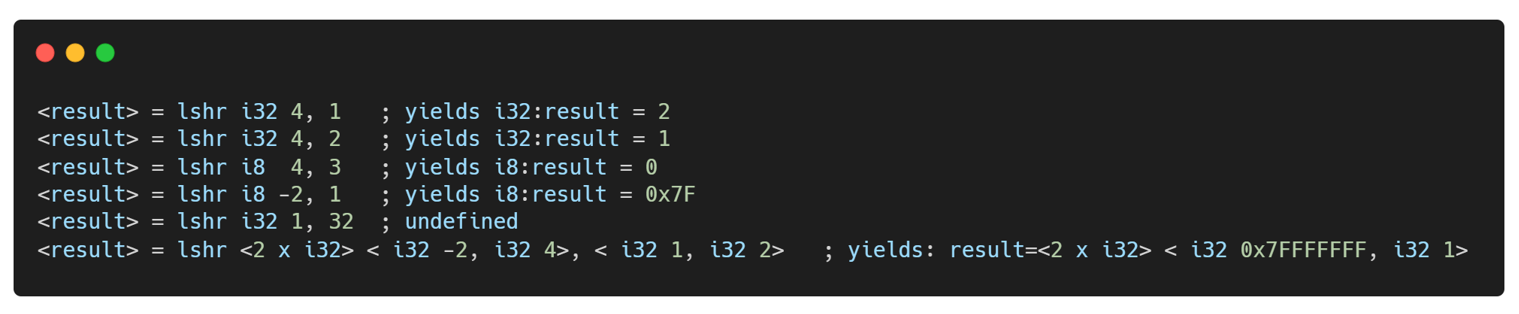 <result> = lshr i32 4, 1   ; yields i32:result = 2
<result> = lshr i32 4, 2   ; yields i32:result = 1
<result> = lshr i8  4, 3   ; yields i8:result = 0
<result> = lshr i8 -2, 1   ; yields i8:result = 0x7F
<result> = lshr i32 1, 32  ; undefined
<result> = lshr <2 x i32> < i32 -2, i32 4>, < i32 1, i32 2>   ; yields: result=<2 x i32> < i32 0x7FFFFFFF, i32 1>